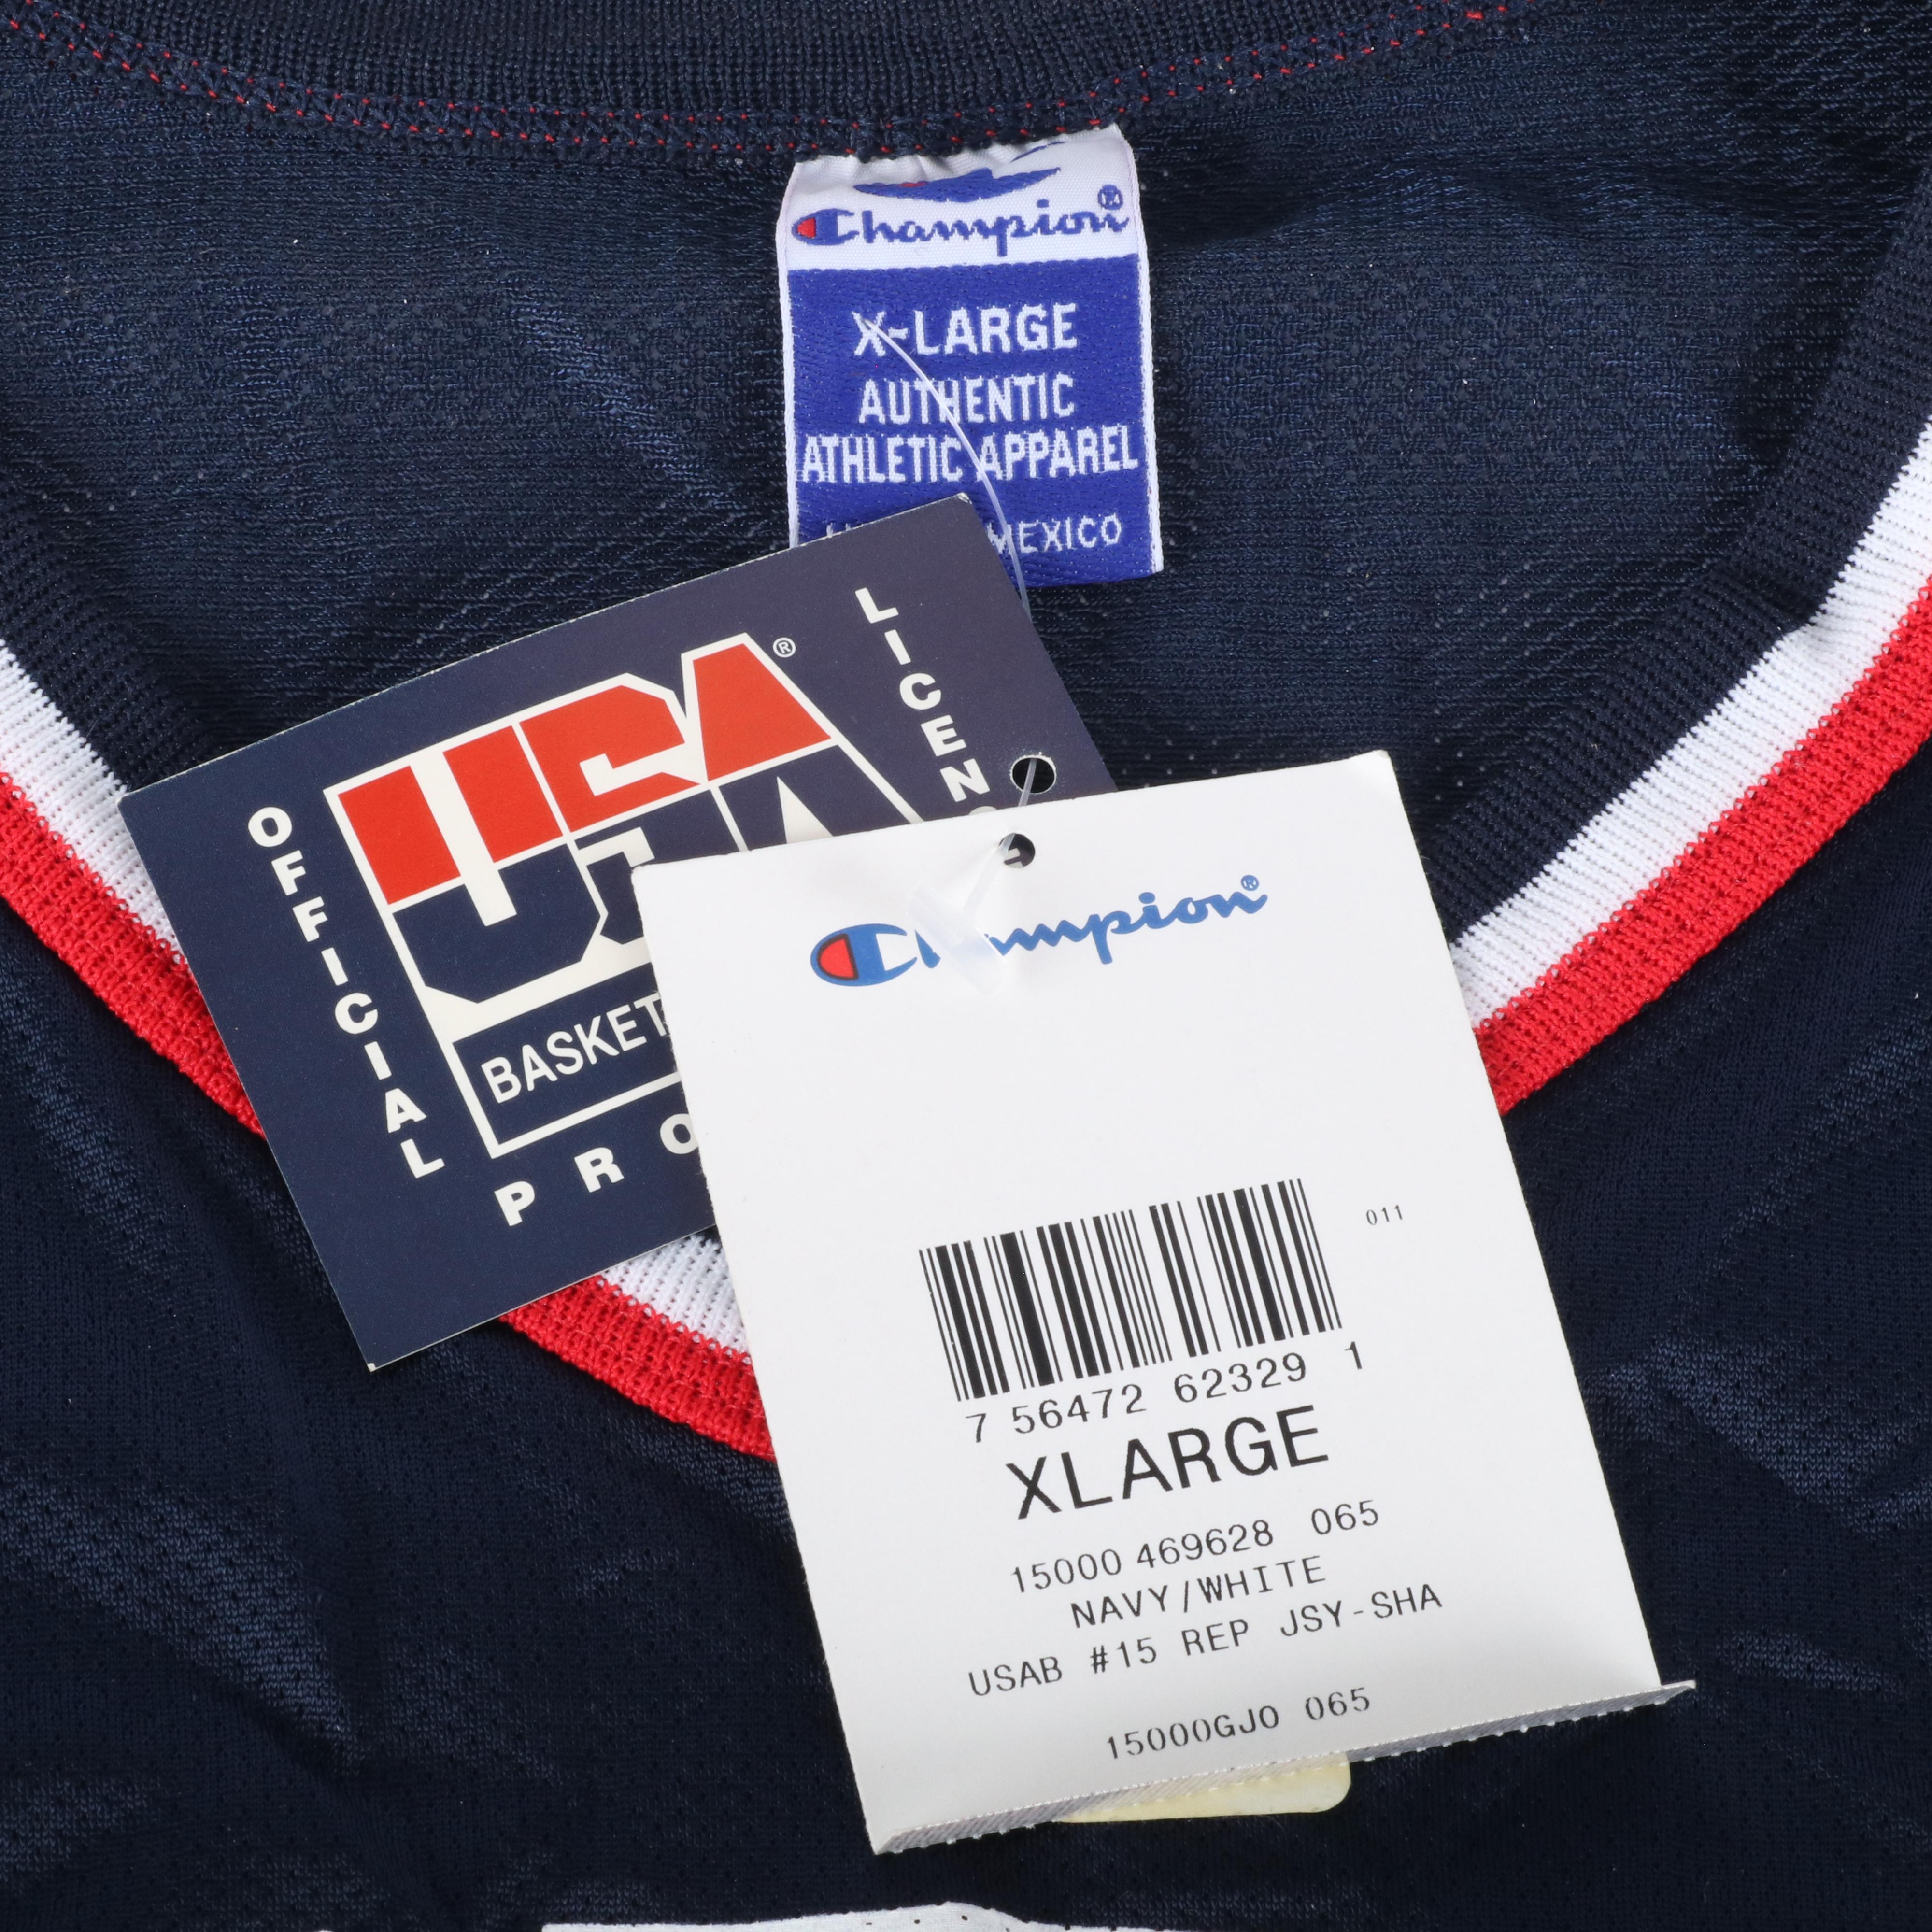 Champion
X-LARGE
AUTHENTIC
ATHLETIC APPAREL
MEXICO
OFFICIAL
LICEN
USA
®
BASKET
PRO
Champion®
011
7 56472 62329 1
XLARGE
15000 469628 065
NAVY/WHITE
USAB #15 REP JSY-SHA
15000GJO 065